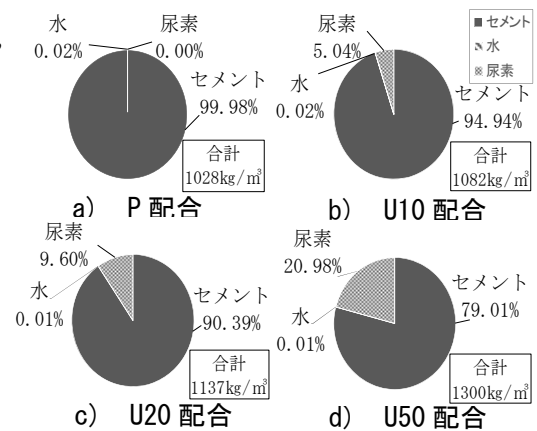 水
0.02%
尿素
0.00%
セメント
99.98%
合計
1028kg/㎥
a) P 配合
尿素
5.04%
水
0.02%
セメント
94.94%
合計
1082kg/㎥
b) U10 配合
■セメント
水
尿素
尿素
9.60%
水
0.01%
セメント
90.39%
合計
1137kg/㎥
c) U20 配合
尿素
20.98%
水
0.01%
セメント
79.01%
合計
1300kg/㎥
d) U50 配合